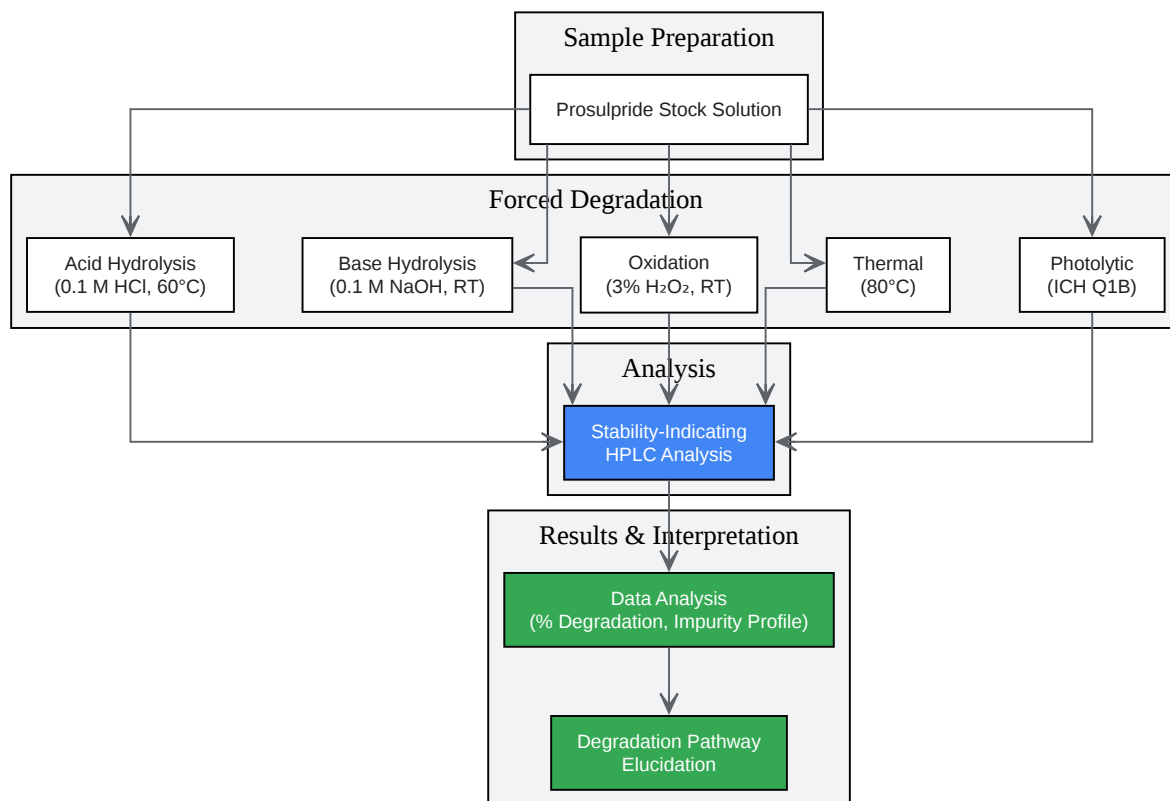 Sample Preparation
Prosulpride Stock Solution
Forced Degradation
Acid Hydrolysis
(0.1 M HCl, 60°C)
Base Hydrolysis
(0.1 M NaOH, RT)
Oxidation
(3% H₂O₂, RT)
Thermal
(80°C)
Photolytic
(ICH Q1B)
Analysis
Stability-Indicating
HPLC Analysis
Results & Interpretation
Data Analysis
(% Degradation, Impurity Profile)
Degradation Pathway
Elucidation